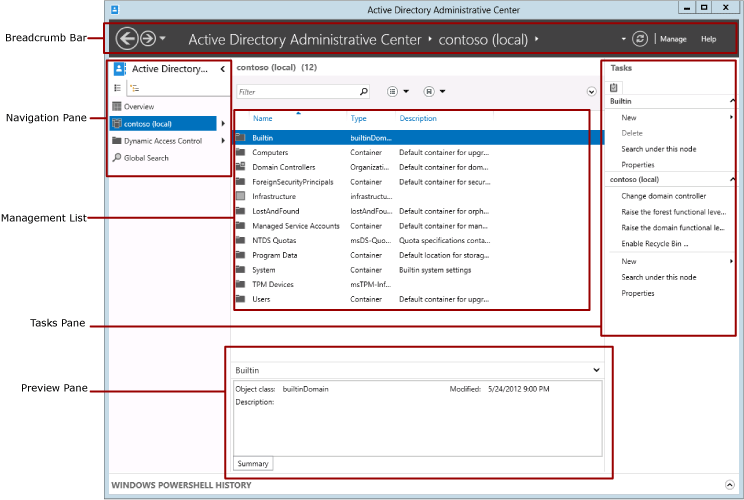 Active Directory Administrative Center
Breadcrumb Bar
Active Directory Administrative Center • contoso (local) •
Manage
Help
Navigation Pane
Active Directory...
Overview
contoso (local)
Dynamic Access Control
Global Search
contoso (local) (12)
Filter
Name Type Description
Builtin builtinDom...
Computers Container Default container for upgr...
Domain Controllers Organizati... Default container for dom...
ForeignSecurityPrincipals Container Default container for secur...
Infrastructure infrastructu...
LostAndFound lostAndFou... Default container for orph...
Managed Service Accounts Container Default container for man...
NTDS Quotas msDS-Quo... Quota specifications conta...
Program Data Container Default location for storag...
System Container Builtin system settings
TPM Devices msTPM-Inf...
Users Container Default container for upgr...
Management List
Tasks
Builtin
New
Delete
Search under this node
Properties
contoso (local)
Change domain controller
Raise the forest functional leve...
Raise the domain functional le...
Enable Recycle Bin ...
New
Search under this node
Properties
Tasks Pane
Preview Pane
Builtin
Object class: builtinDomain Modified: 5/24/2012 9:00 PM
Description:
Summary
WINDOWS POWERSHELL HISTORY